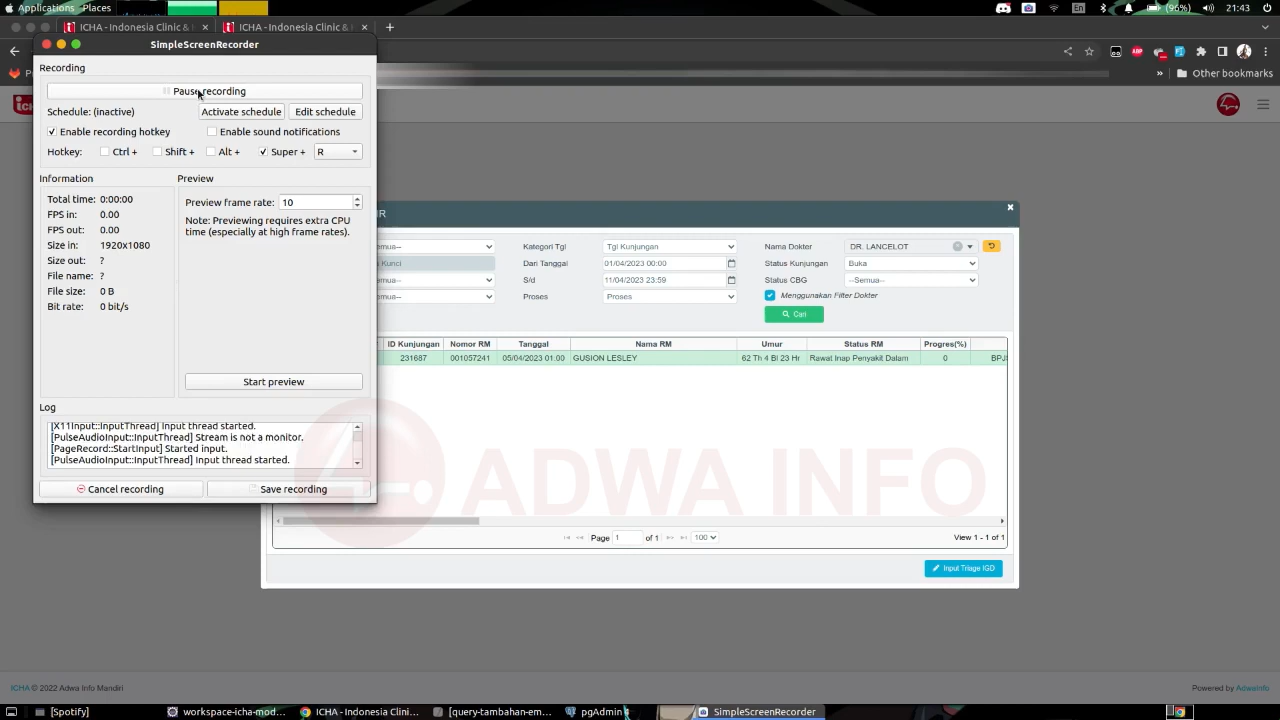 Applications Places
En (96%) 21:43
ICHA - Indonesia Clinic & ICHA - Indonesia Clinic &
SimpleScreenRecorder
Recording
Pause recording
Schedule: (inactive) Activate schedule Edit schedule
Enable recording hotkey Enable sound notifications
Hotkey: Ctrl + Shift + Alt + Super + R
Information Preview
Total time: 0:00:00
FPS in: 0.00
FPS out: 0.00
Size in: 1920x1080
Size out: ?
File name: ?
File size: 0 B
Bit rate: 0 bit/s
Preview frame rate: 10
Note: Previewing requires extra CPU
time (especially at high frame rates).
Start preview
Log
[X11Input::InputThread] Input thread started.
[PulseAudioInput::InputThread] Stream is not a monitor.
[PageRecord::StartInput] Started input.
[PulseAudioInput::InputThread] Input thread started.
Cancel recording Save recording
ABP
» Other bookmarks
Kategori Tgl Tgl Kunjungan Nama Dokter DR. LANCELOT
Kunci Dari Tanggal 01/04/2023 00:00 Status Kunjungan Buka
S/d 11/04/2023 23:59 Status CBG --Semua--
Proses Proses Menggunakan Filter Dokter
Cari
ID Kunjungan Nomor RM Tanggal Nama RM Umur Status RM Progres(%)
231687 001057241 05/04/2023 01:00 GUSION LESLEY 62 Th 4 Bl 23 Hr Rawat Inap Penyakit Dalam 0 BPJS
ADWA INFO
Page 1 of 1 100 View 1 - 1 of 1
Input Triage IGD
ICHA © 2022 Adwa Info Mandiri Powered by AdwaInfo
[Spotify] workspace-icha-mod... ICHA - Indonesia Clini... [query-tambahan-em... pgAdmin SimpleScreenRecorder